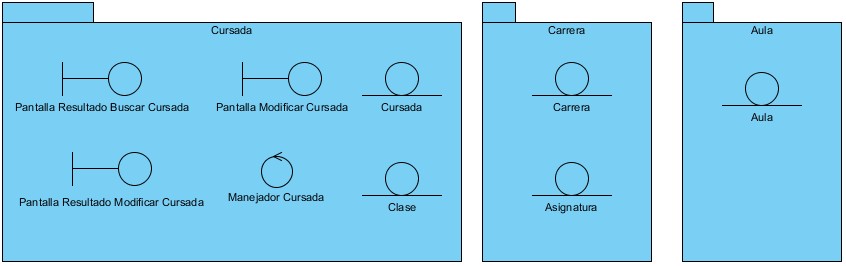 Cursada
Pantalla Resultado Buscar Cursada
Pantalla Modificar Cursada
Cursada
Pantalla Resultado Modificar Cursada
Manejador Cursada
Clase
Carrera
Carrera
Asignatura
Aula
Aula